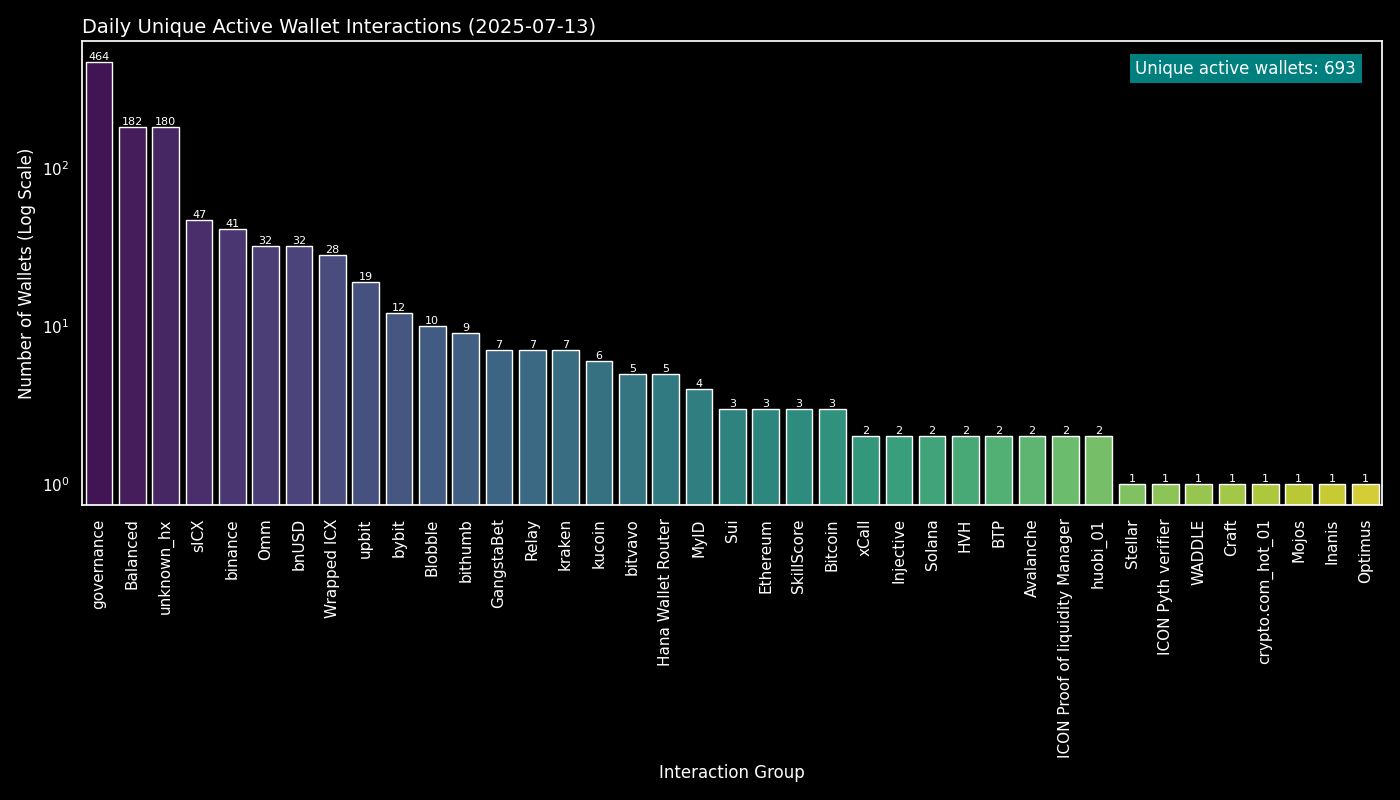 Daily Unique Active Wallet Interactions (2025-07-13)
Unique active wallets: 693
Number of Wallets (Log Scale)
10²
10¹
10⁰
464
182
180
47
41
32
32
28
19
12
10
9
7
7
7
6
5
5
4
3
3
3
3
2
2
2
2
2
2
2
2
1
1
1
1
1
1
1
1
governance
Balanced
unknown_hx
sICX
binance
Omm
bnUSD
Wrapped ICX
upbit
bybit
Blobble
bithumb
GangstaBet
Relay
kraken
kucoin
bitvavo
Hana Wallet Router
MyID
Sui
Ethereum
SkillScore
Bitcoin
xCall
Injective
Solana
HVH
BTP
Avalanche
ICON Proof of liquidity Manager
huobi_01
Stellar
ICON Pyth verifier
WADDLE
Craft
crypto.com_hot_01
Mojos
Inanis
Optimus
Interaction Group